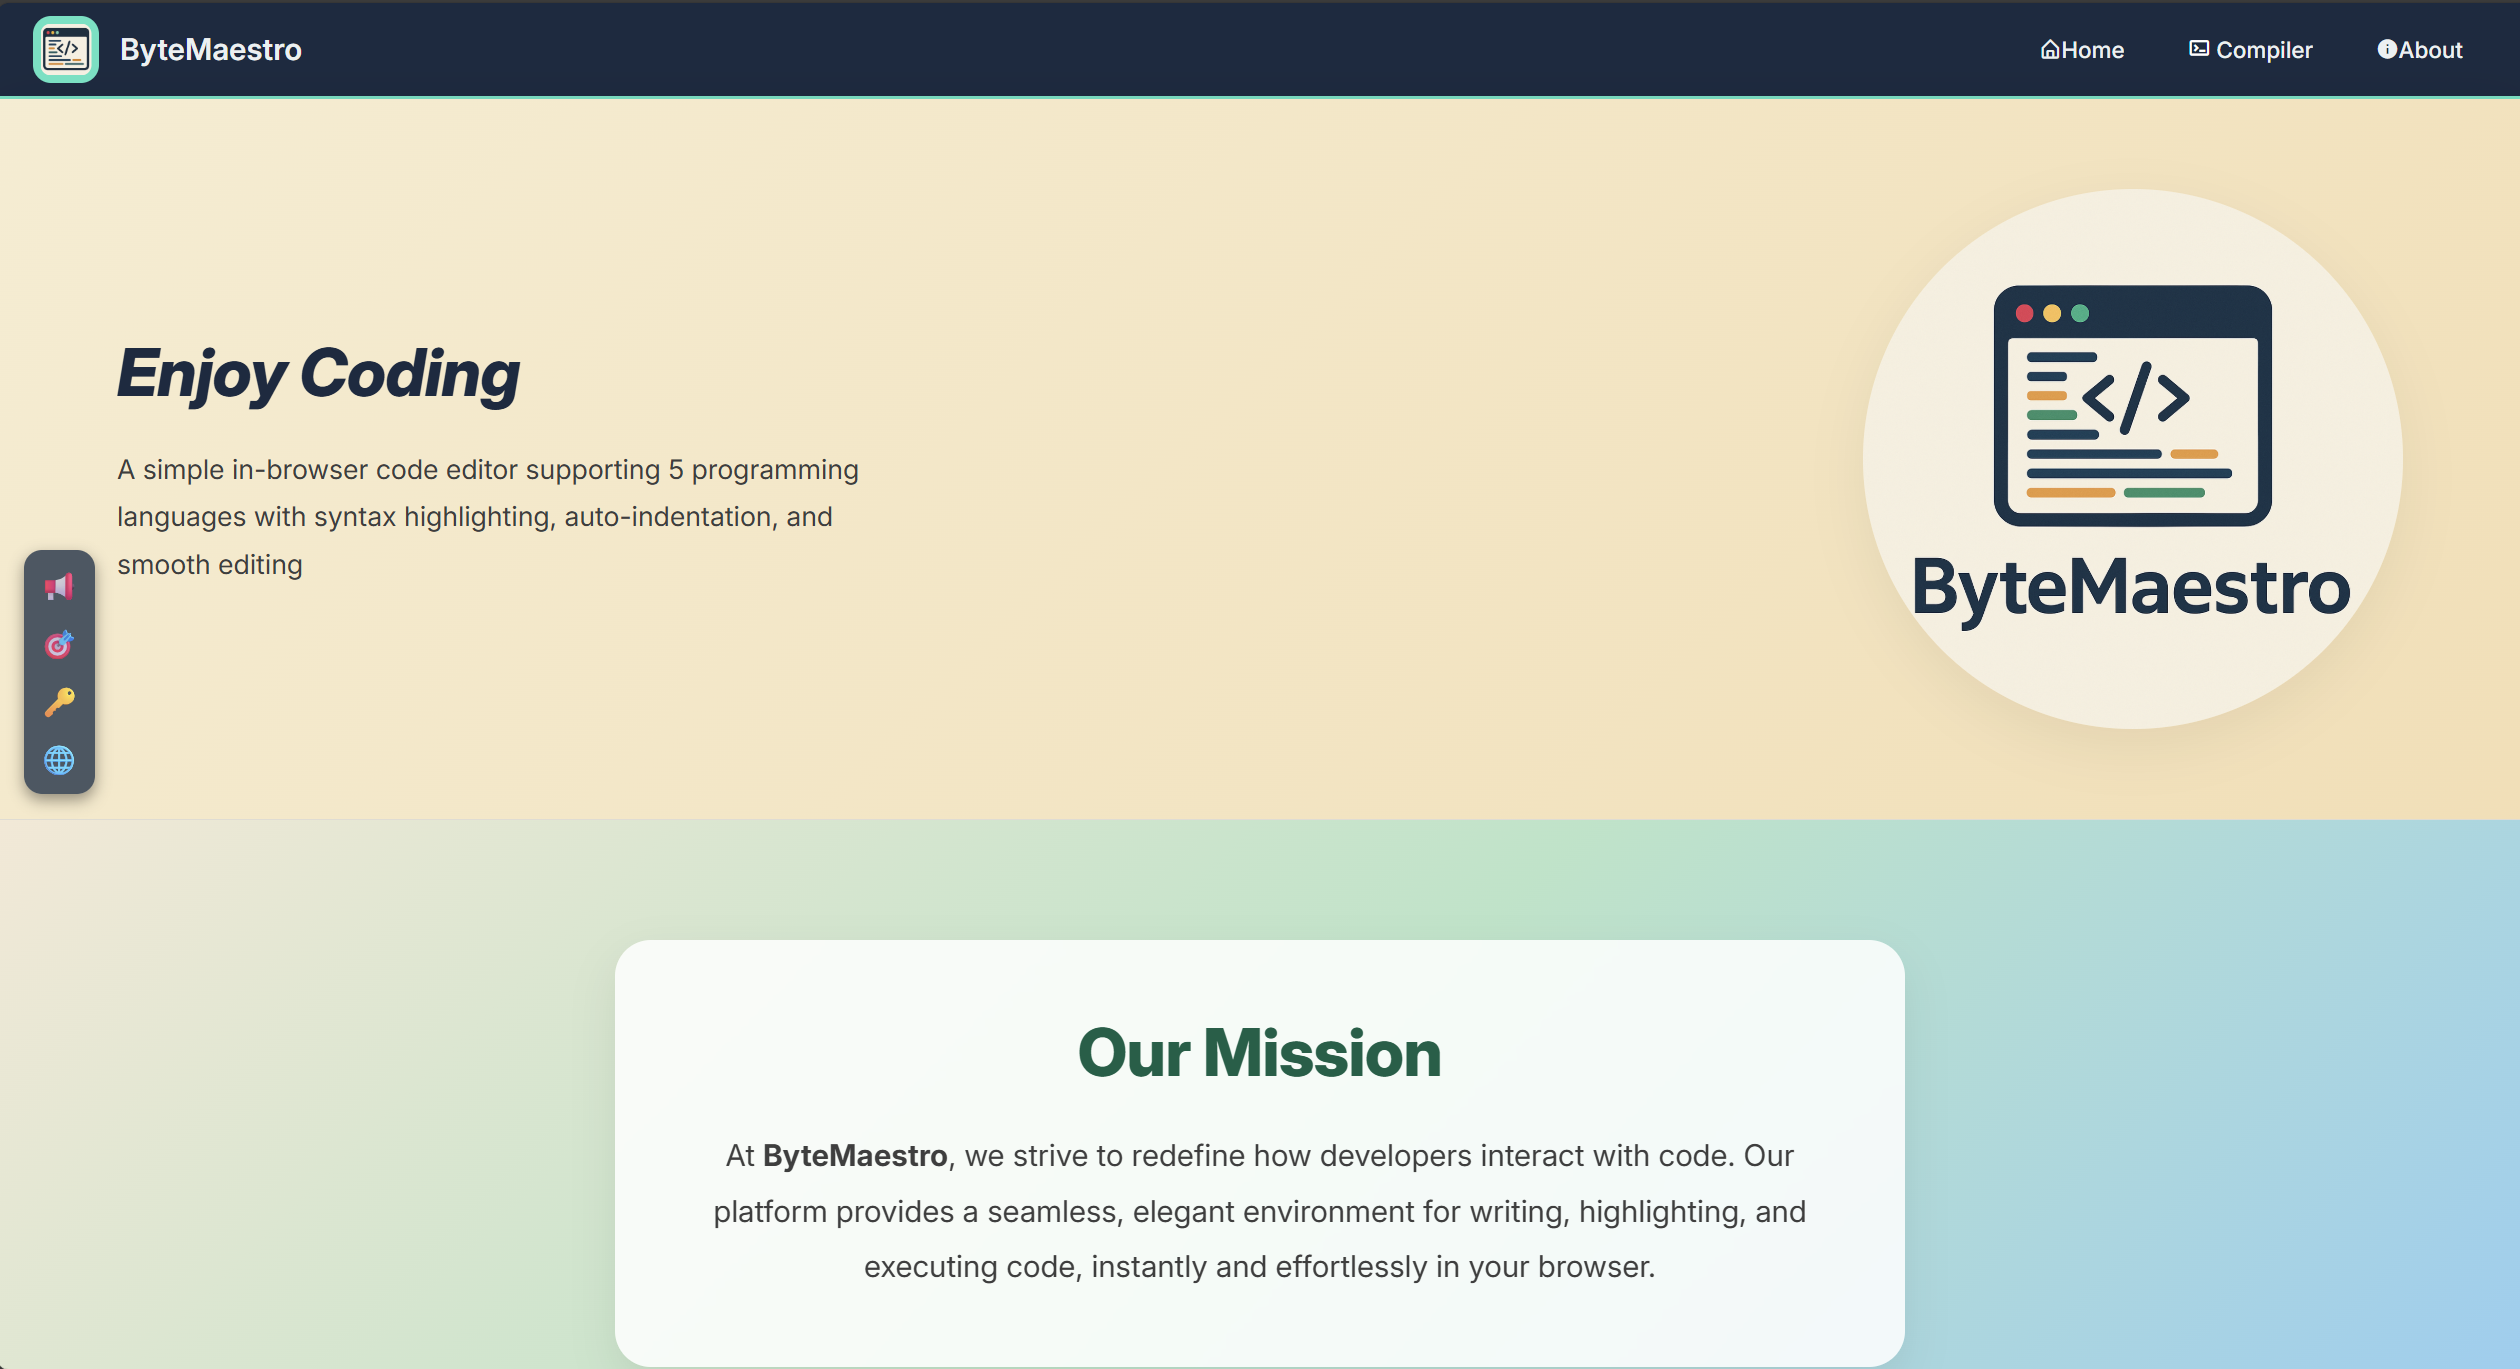 ByteMaestro
Home
Compiler
About
Enjoy Coding
A simple in-browser code editor supporting 5 programming
languages with syntax highlighting, auto-indentation, and
smooth editing
</>
ByteMaestro
Our Mission
At ByteMaestro, we strive to redefine how developers interact with code. Our
platform provides a seamless, elegant environment for writing, highlighting, and
executing code, instantly and effortlessly in your browser.